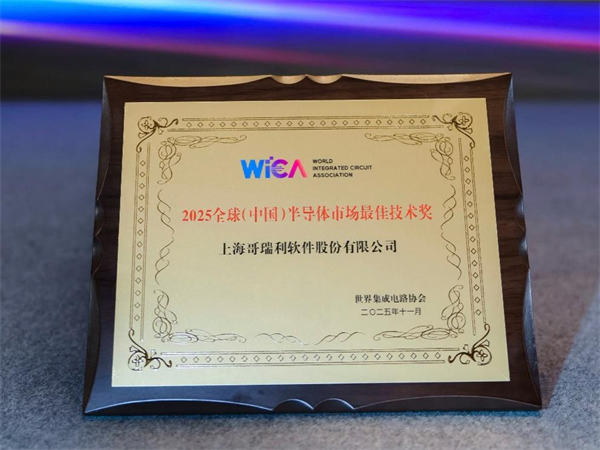 WiCA
WORLD
INTEGRATED CIRCUIT
ASSOCIATION
2025全球(中国)半导体市场最佳技术奖
上海哥瑞利软件股份有限公司
世界集成电路协会
二〇二五年十一月